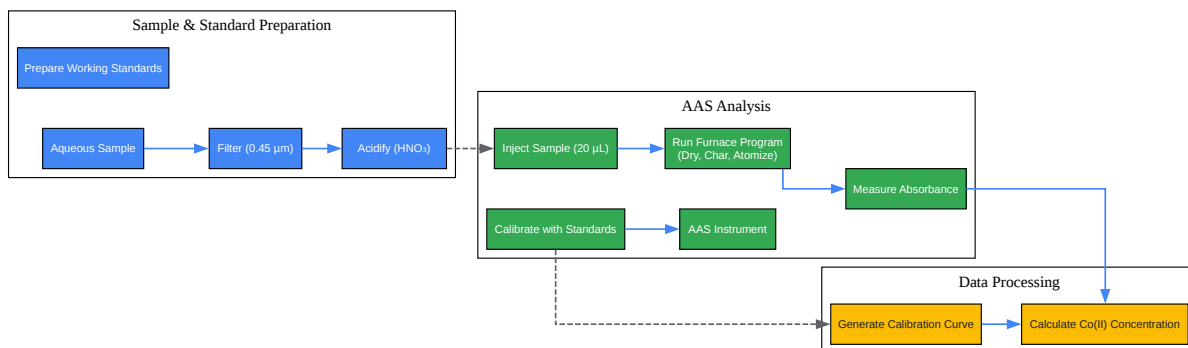 Sample & Standard Preparation
Prepare Working Standards
Aqueous Sample
Filter (0.45 µm)
Acidify (HNO₃)
AAS Analysis
Inject Sample (20 µL)
Run Furnace Program
(Dry, Char, Atomize)
Measure Absorbance
Calibrate with Standards
AAS Instrument
Data Processing
Generate Calibration Curve
Calculate Co(II) Concentration